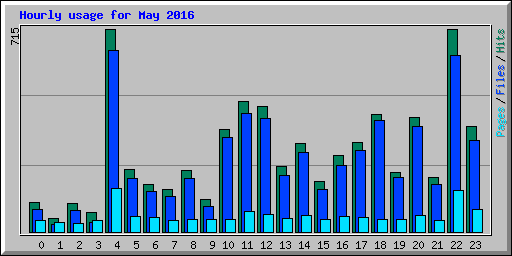 Hourly usage for May 2016
715
Pages/Files/Hits
0 1 2 3 4 5 6 7 8 9 10 11 12 13 14 15 16 17 18 19 20 21 22 23